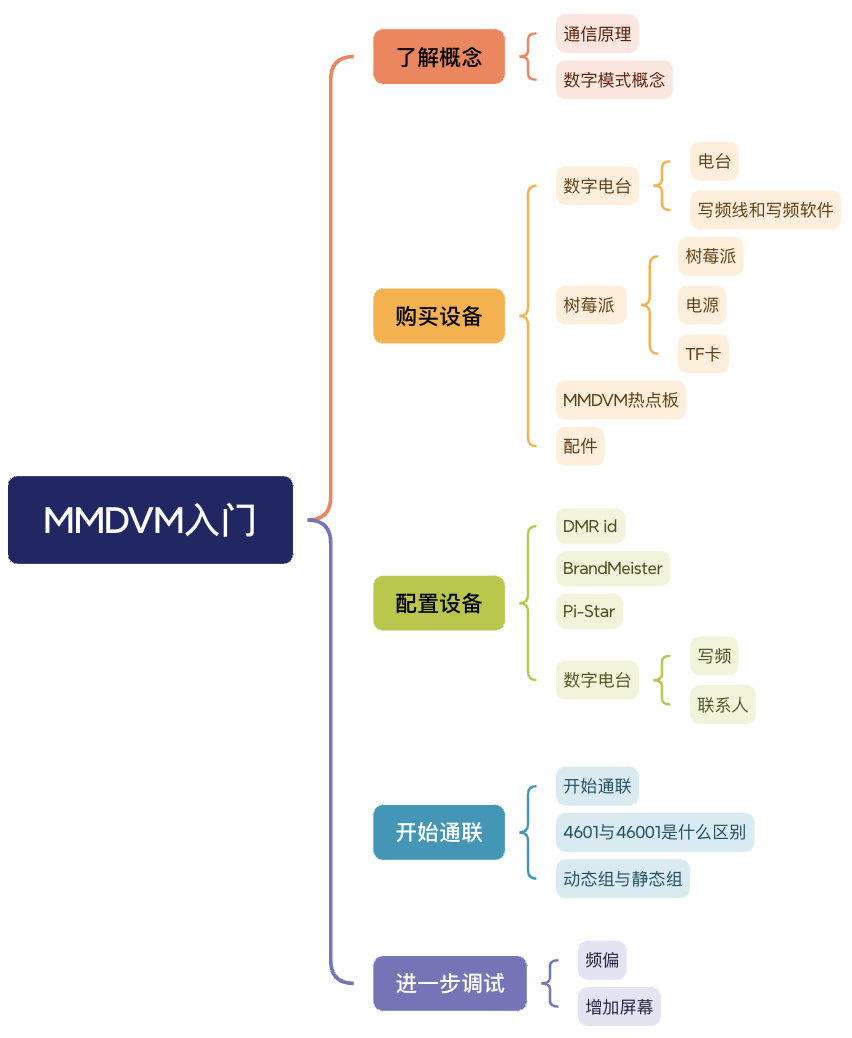 MMDVM入门
了解概念
通信原理
数字模式概念
购买设备
数字电台
电台
写频线和写频软件
树莓派
树莓派
电源
TF卡
MMDVM热点板
配件
配置设备
DMR id
BrandMeister
Pi-Star
数字电台
写频
联系人
开始通联
开始通联
4601与46001是什么区别
动态组与静态组
进一步调试
频偏
增加屏幕